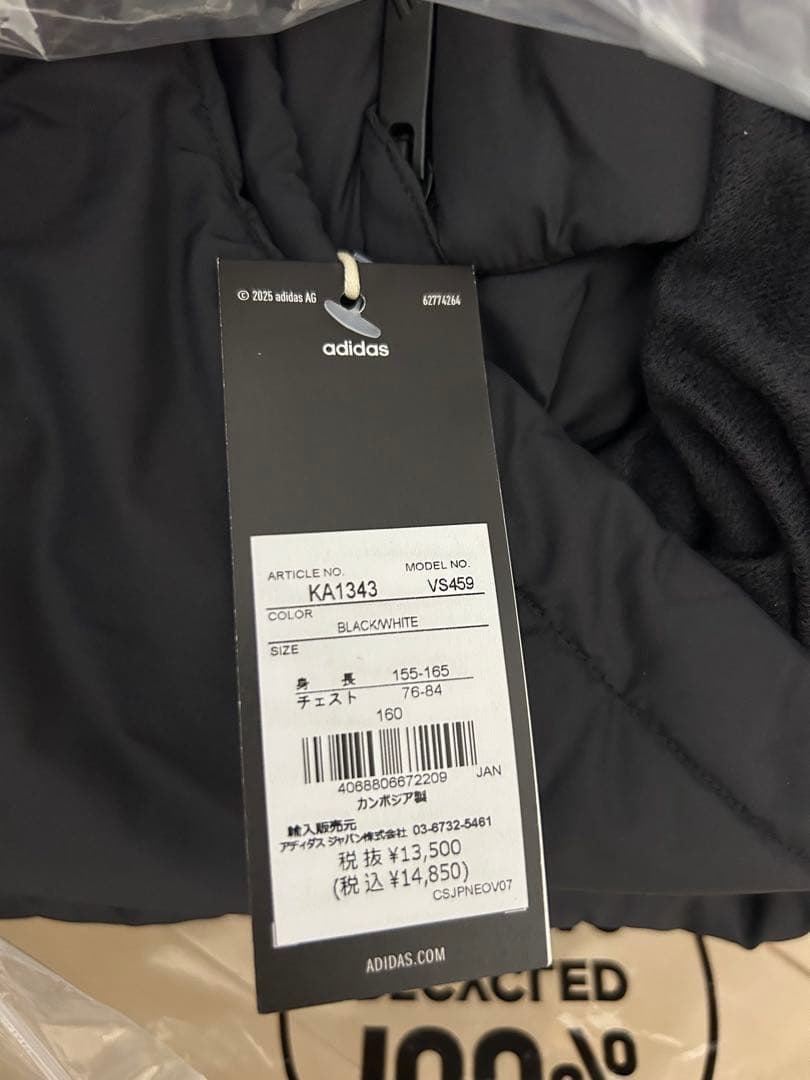 © 2025 adidas AG
62774264
adidas
ARTICLE NO.
MODEL NO.
KA1343
VS459
COLOR
BLACK/WHITE
SIZE
身 長 155-165
チェスト 76-84
160
4068806672209
JAN
カンボジア製
輸入販売元
アディダス ジャパン株式会社 03-6732-5461
税 抜 ¥13,500
(税 込 ¥14,850)
CSJPNEOV07
ADIDAS.COM
100%